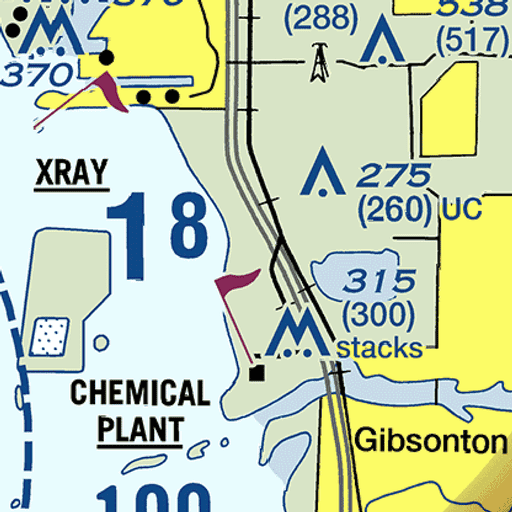 538
(288)
(517)
370
XRAY
275
18
(260) UC
315
(300)
stacks
CHEMICAL
PLANT
Gibsonton